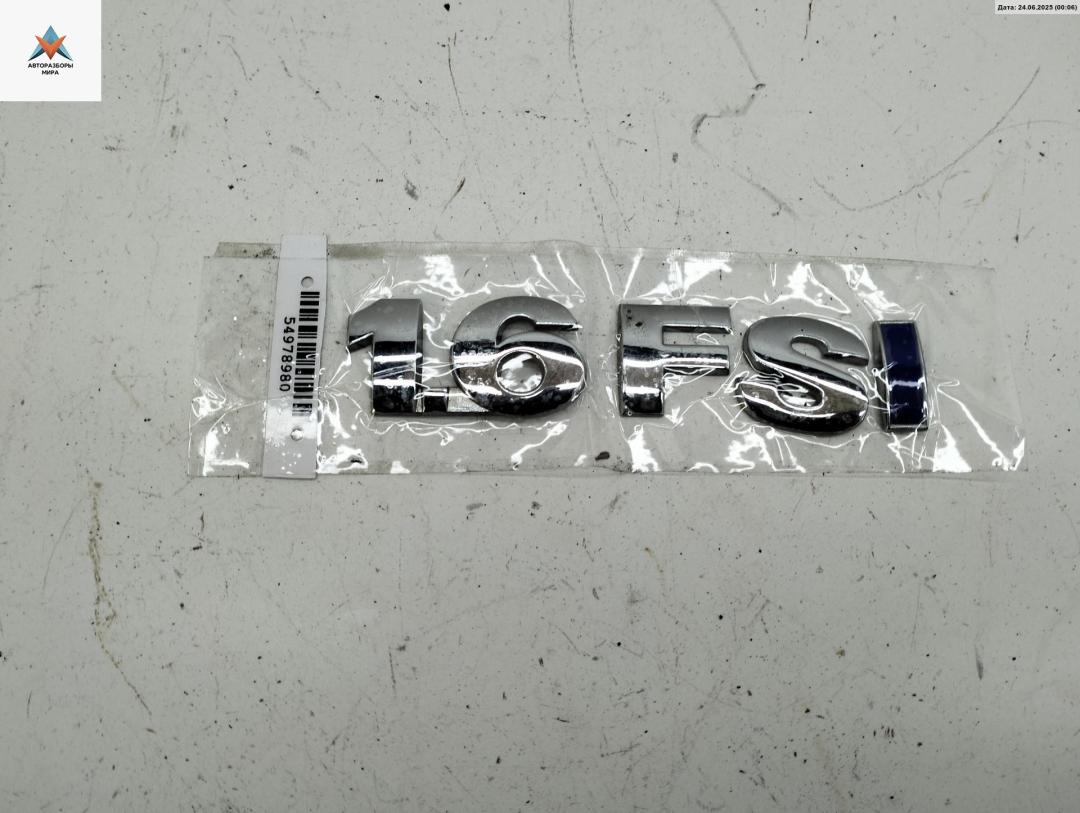 АВТОРАЗБОРЫ
МИРА
Дата: 24.06.2025 (00:06)
54978980
1.6 FSI